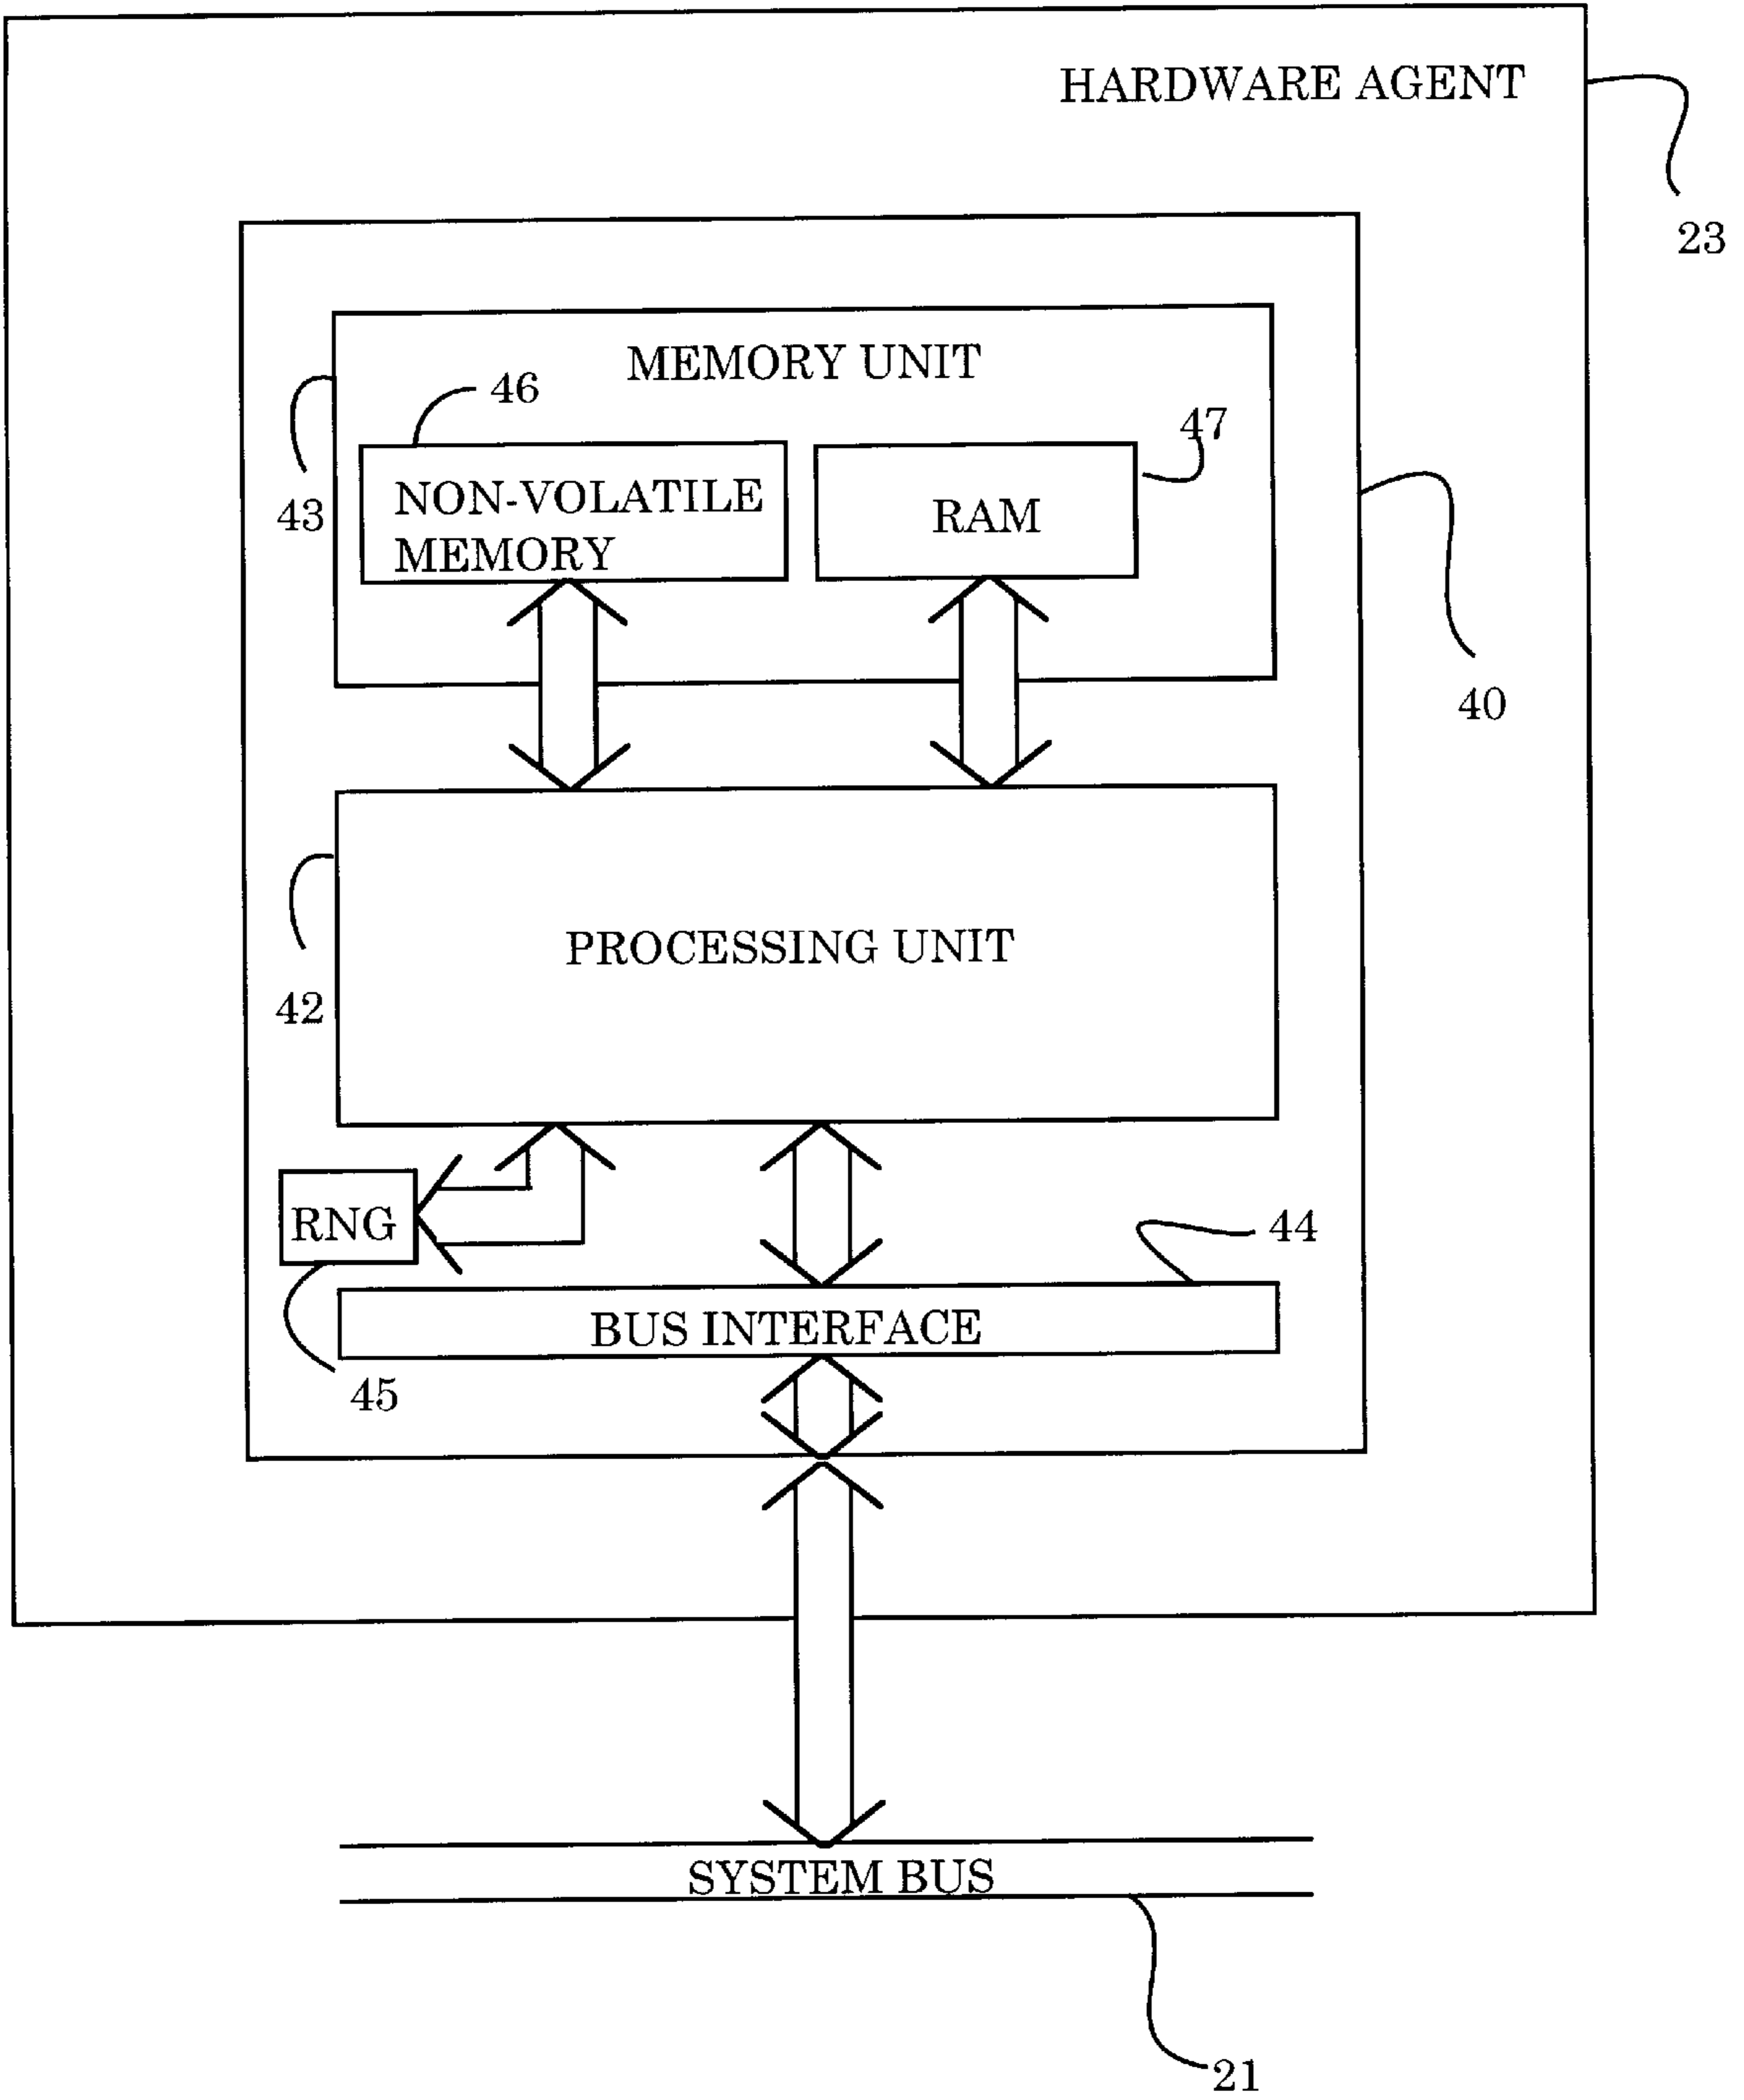 HARDWARE AGENT
23
MEMORY UNIT
46
47
NON-VOLATILE
MEMORY
RAM
43
40
PROCESSING UNIT
42
RNG
44
BUS INTERFACE
45
SYSTEM BUS
21